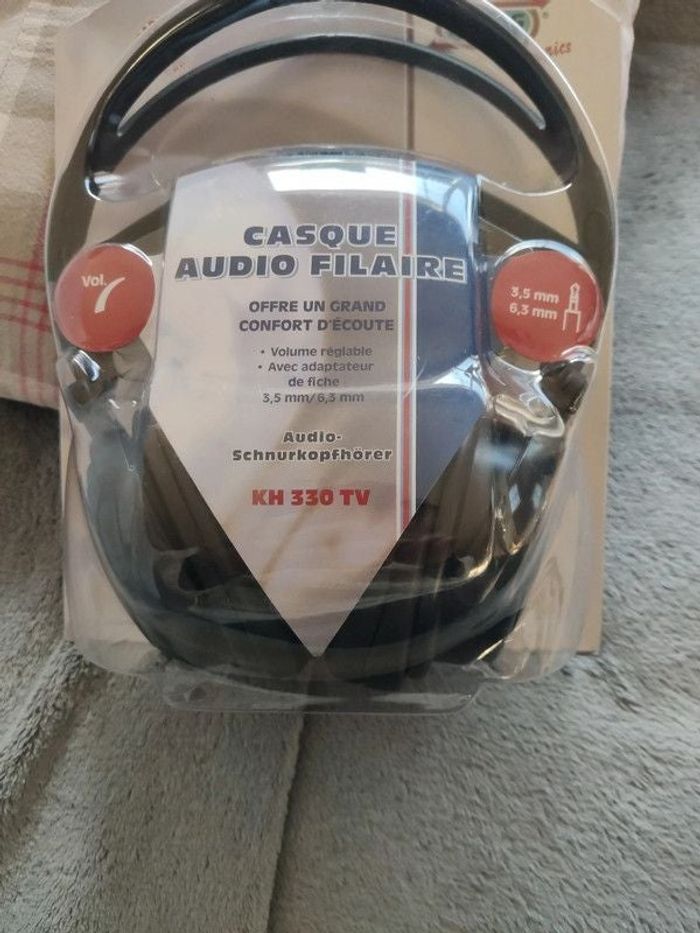 CASQUE
AUDIO FILAIRE
OFFRE UN GRAND
CONFORT D'ÉCOUTE
• Volume réglable
• Avec adaptateur
de fiche
3,5 mm/6,3 mm
Audio-
Schnurkopfhörer
KH 330 TV
Vol.
3,5 mm
6,3 mm